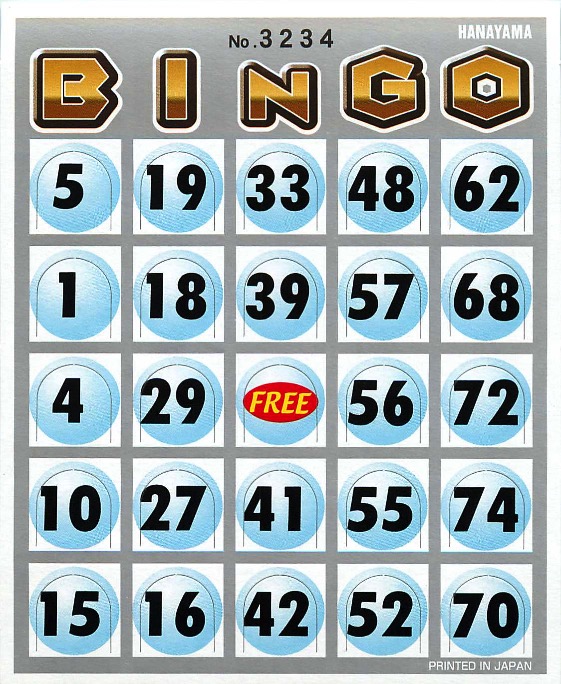 No.3234
HANAYAMA
BINGO
5 19 33 48 62
1 18 39 57 68
4 29 FREE 56 72
10 27 41 55 74
15 16 42 52 70
PRINTED IN JAPAN